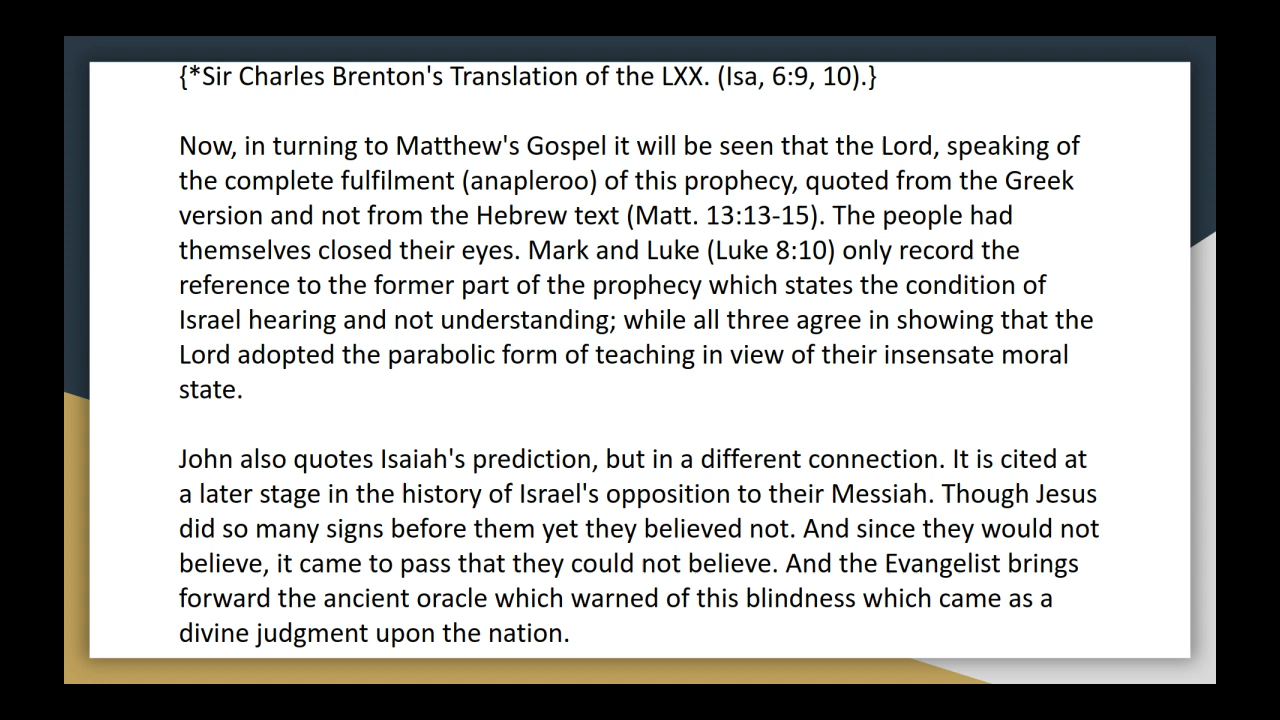 {*Sir Charles Brenton's Translation of the LXX. (Isa, 6:9, 10).}
Now, in turning to Matthew's Gospel it will be seen that the Lord, speaking of
the complete fulfilment (anapleroo) of this prophecy, quoted from the Greek
version and not from the Hebrew text (Matt. 13:13-15). The people had
themselves closed their eyes. Mark and Luke (Luke 8:10) only record the
reference to the former part of the prophecy which states the condition of
Israel hearing and not understanding; while all three agree in showing that the
Lord adopted the parabolic form of teaching in view of their insensate moral
state.
John also quotes Isaiah's prediction, but in a different connection. It is cited at
a later stage in the history of Israel's opposition to their Messiah. Though Jesus
did so many signs before them yet they believed not. And since they would not
believe, it came to pass that they could not believe. And the Evangelist brings
forward the ancient oracle which warned of this blindness which came as a
divine judgment upon the nation.